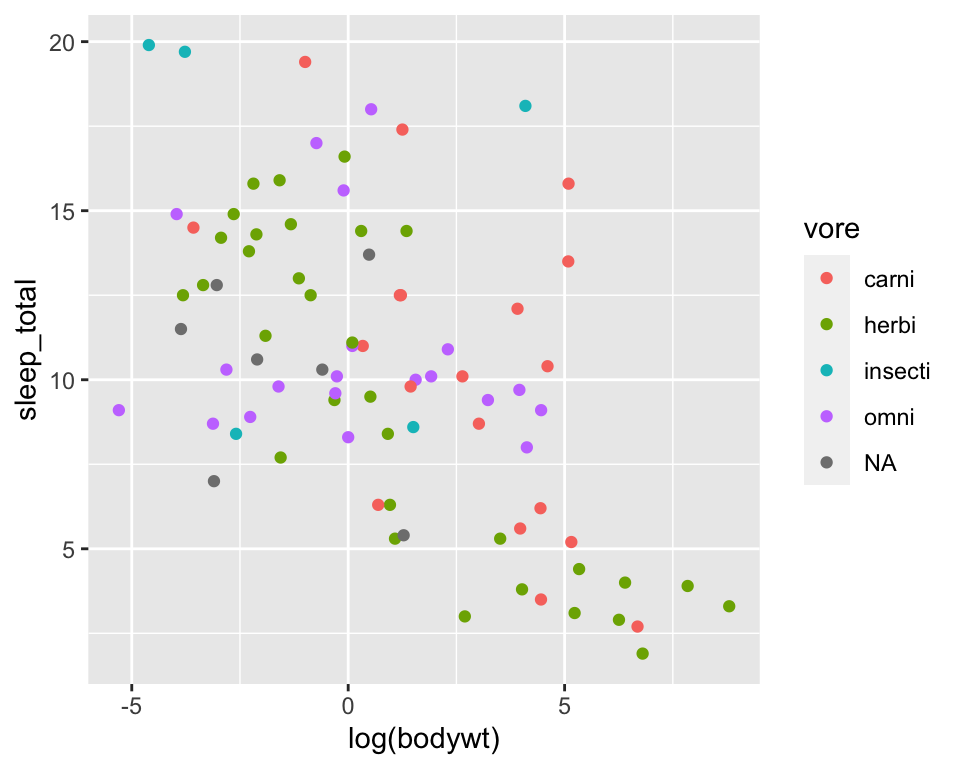 20
15
10
5
sleep_total
-5 0 5
log(bodywt)
vore
carni
herbi
insecti
omni
NA